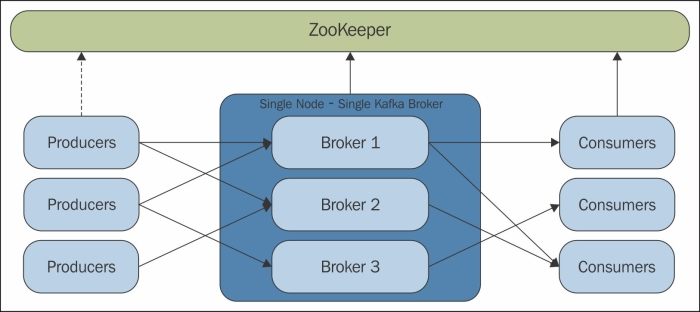 ZooKeeper
Single Node - Single Kafka Broker
Producers
Broker 1
Consumers
Producers
Broker 2
Consumers
Producers
Broker 3
Consumers